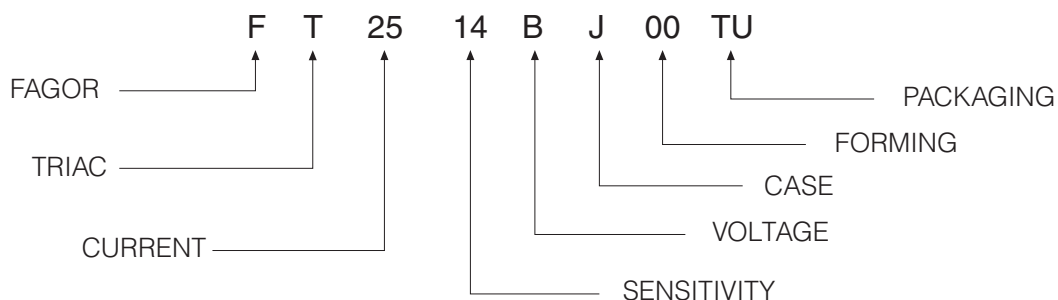 F T 25 14 B J 00 TU
FAGOR
PACKAGING
FORMING
TRIAC
CASE
VOLTAGE
CURRENT
SENSITIVITY